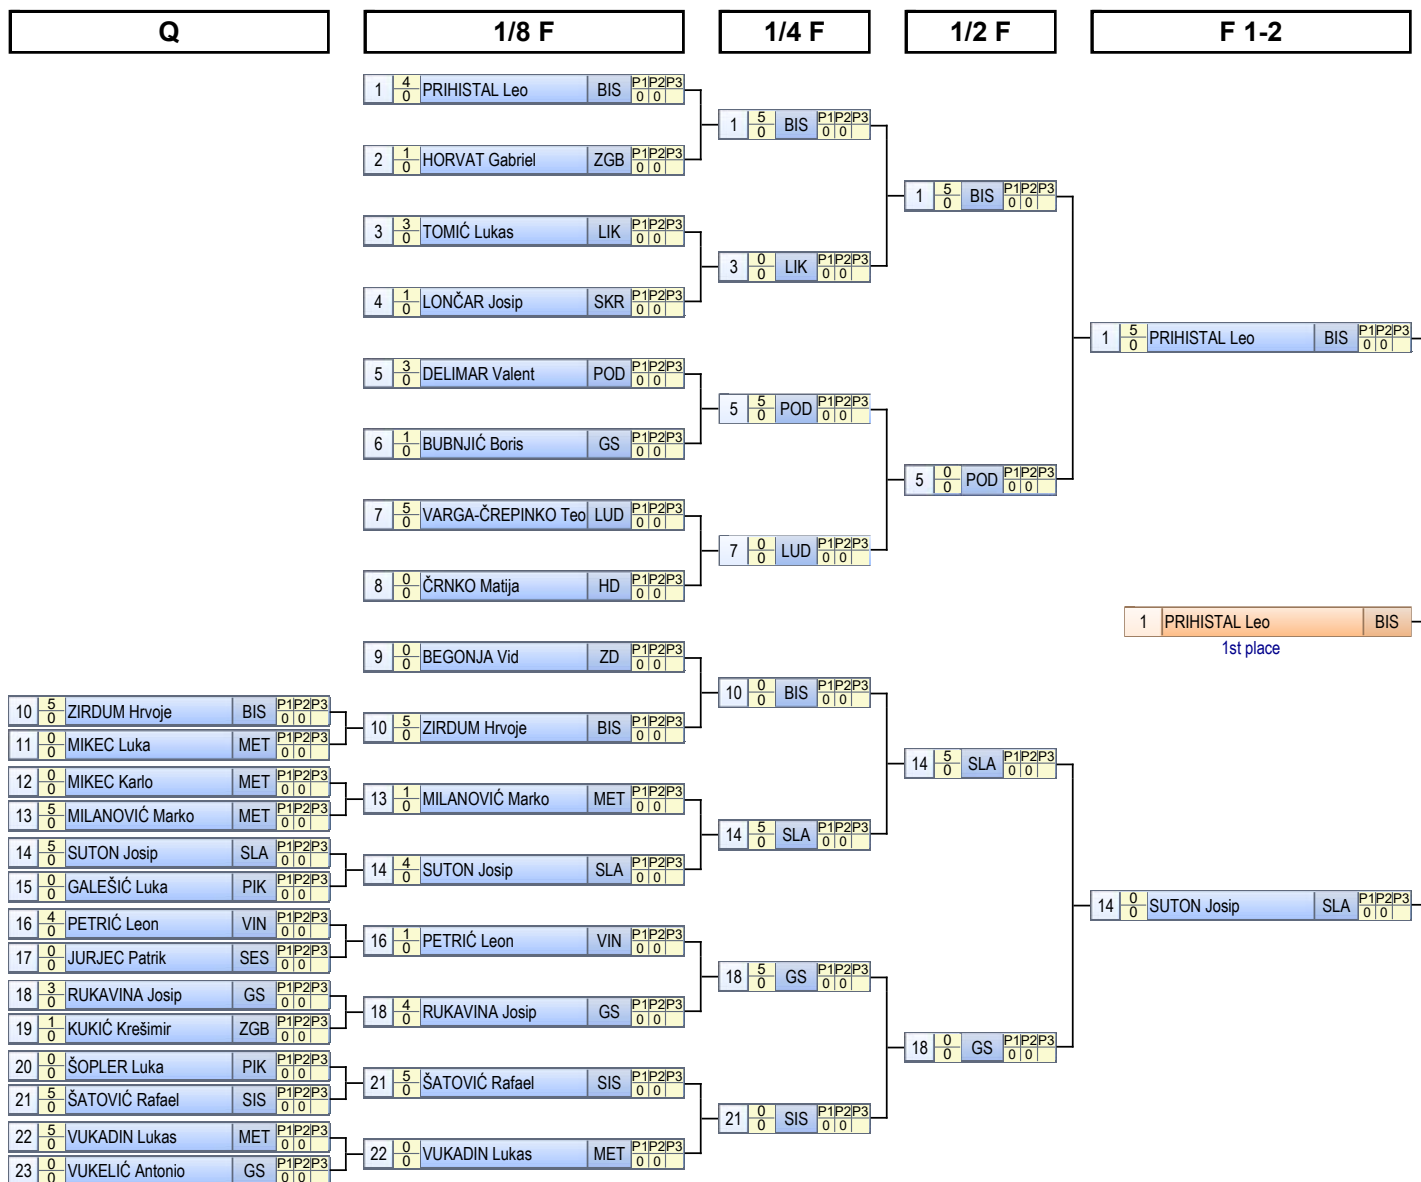 Q 1/8 F 1/4 F 1/2 F F 1-2
1 4 0 PRIHISTAL Leo BIS P1 P2 P3 0 0
1 5 0 BIS P1 P2 P3 0 0
2 1 0 HORVAT Gabriel ZGB P1 P2 P3 0 0
1 5 0 BIS P1 P2 P3 0 0
3 3 0 TOMIĆ Lukas LIK P1 P2 P3 0 0
3 0 0 LIK P1 P2 P3 0 0
4 1 0 LONČAR Josip SKR P1 P2 P3 0 0
1 5 0 PRIHISTAL Leo BIS P1 P2 P3 0 0
5 3 0 DELIMAR Valent POD P1 P2 P3 0 0
5 5 0 POD P1 P2 P3 0 0
6 1 0 BUBNJIĆ Boris GS P1 P2 P3 0 0
5 0 0 POD P1 P2 P3 0 0
7 5 0 VARGA-ČREPINKO Teo LUD P1 P2 P3 0 0
7 0 0 LUD P1 P2 P3 0 0
8 0 0 ČRNKO Matija HD P1 P2 P3 0 0
1 PRIHISTAL Leo BIS
1st place
9 0 0 BEGONJA Vid ZD P1 P2 P3 0 0
10 0 0 BIS P1 P2 P3 0 0
10 5 0 ZIRDUM Hrvoje BIS P1 P2 P3 0 0
10 5 0 ZIRDUM Hrvoje BIS P1 P2 P3 0 0
11 0 0 MIKEC Luka MET P1 P2 P3 0 0
14 5 0 SLA P1 P2 P3 0 0
12 0 0 MIKEC Karlo MET P1 P2 P3 0 0
13 1 0 MILANOVIĆ Marko MET P1 P2 P3 0 0
13 5 0 MILANOVIĆ Marko MET P1 P2 P3 0 0
14 5 0 SLA P1 P2 P3 0 0
14 5 0 SUTON Josip SLA P1 P2 P3 0 0
14 4 0 SUTON Josip SLA P1 P2 P3 0 0
15 0 0 GALEŠIĆ Luka PIK P1 P2 P3 0 0
14 0 0 SUTON Josip SLA P1 P2 P3 0 0
16 4 0 PETRIĆ Leon VIN P1 P2 P3 0 0
16 1 0 PETRIĆ Leon VIN P1 P2 P3 0 0
17 0 0 JURJEC Patrik SES P1 P2 P3 0 0
18 5 0 GS P1 P2 P3 0 0
18 3 0 RUKAVINA Josip GS P1 P2 P3 0 0
18 4 0 RUKAVINA Josip GS P1 P2 P3 0 0
19 1 0 KUKIĆ Krešimir ZGB P1 P2 P3 0 0
18 0 0 GS P1 P2 P3 0 0
20 0 0 ŠOPLER Luka PIK P1 P2 P3 0 0
21 5 0 ŠATOVIĆ Rafael SIS P1 P2 P3 0 0
21 5 0 ŠATOVIĆ Rafael SIS P1 P2 P3 0 0
21 0 0 SIS P1 P2 P3 0 0
22 5 0 VUKADIN Lukas MET P1 P2 P3 0 0
22 0 0 VUKADIN Lukas MET P1 P2 P3 0 0
23 0 0 VUKELIĆ Antonio GS P1 P2 P3 0 0